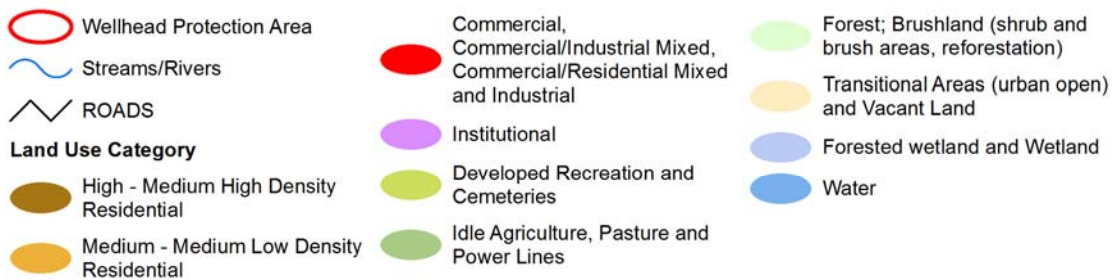 Wellhead Protection Area
Streams/Rivers
ROADS
Land Use Category
High - Medium High Density
Residential
Medium - Medium Low Density
Residential
Commercial,
Commercial/Industrial Mixed,
Commercial/Residential Mixed
and Industrial
Institutional
Developed Recreation and
Cemeteries
Idle Agriculture, Pasture and
Power Lines
Forest; Brushland (shrub and
brush areas, reforestation)
Transitional Areas (urban open)
and Vacant Land
Forested wetland and Wetland
Water